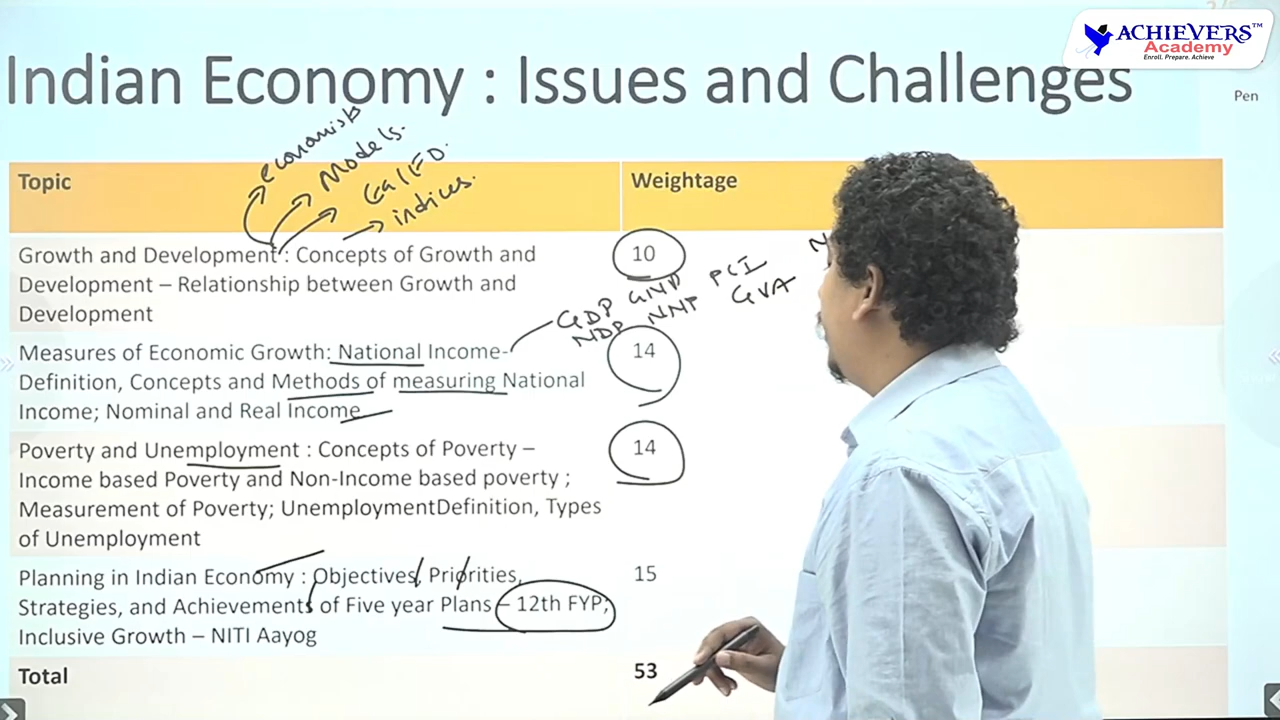 ACHIEVERS™
Academy
Enroll. Prepare. Achieve
Indian Economy : Issues and Challenges
Pen
economists
Models.
G a/f D.
indices.
Topic
Weightage
Growth and Development : Concepts of Growth and
Development – Relationship between Growth and
Development
10
GDP GNP PCI
NDP NNP GVA
Measures of Economic Growth: National Income-
Definition, Concepts and Methods of measuring National
Income; Nominal and Real Income
14
Poverty and Unemployment : Concepts of Poverty –
Income based Poverty and Non-Income based poverty ;
Measurement of Poverty; UnemploymentDefinition, Types
of Unemployment
14
Planning in Indian Economy : Objectives, Priorities,
Strategies, and Achievements of Five year Plans – 12th FYP;
Inclusive Growth – NITI Aayog
15
Total
53